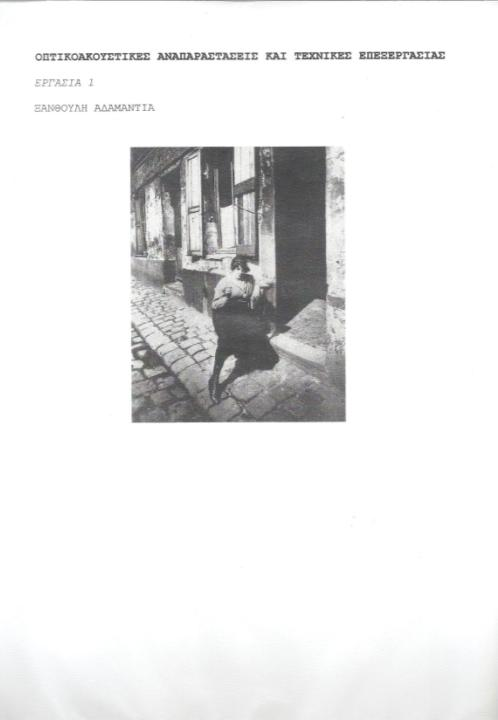 ΟΠΤΙΚΟΑΚΟΥΣΤΙΚΕΣ ΑΝΑΠΑΡΑΣΤΑΣΕΙΣ ΚΑΙ ΤΕΧΝΙΚΕΣ ΕΠΕΞΕΡΓΑΣΙΑΣ
ΕΡΓΑΣΙΑ 1
ΞΑΝΘΟΥΛΗ ΑΔΑΜΑΝΤΙΑ